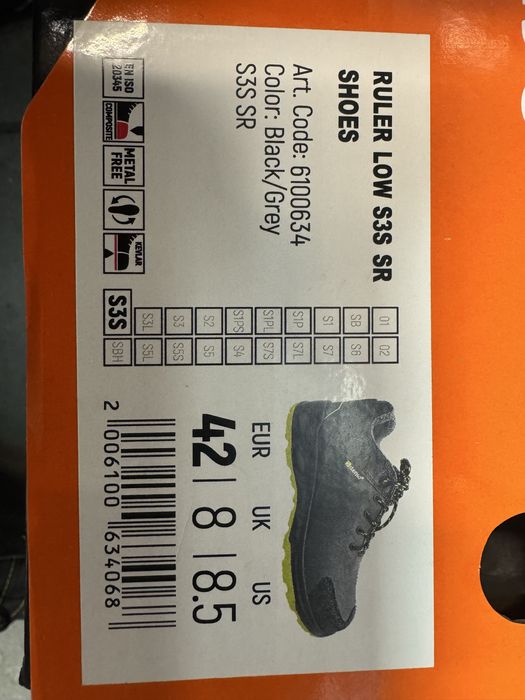 RULER LOW S3S SR
SHOES
Art. Code: 6100634
Color: Black/Grey
S3S SR
EN ISO
20345
COMPOSITE
METAL
FREE
KEVLAR
O1 O2
SB S6
S1 S7
S1P S7L
S1PL S7S
S1PS S4
S2 S5
S3 S5S
S3L S5L
S3S SBH
EUR UK US
42 | 8 | 8.5
2 006100 634068